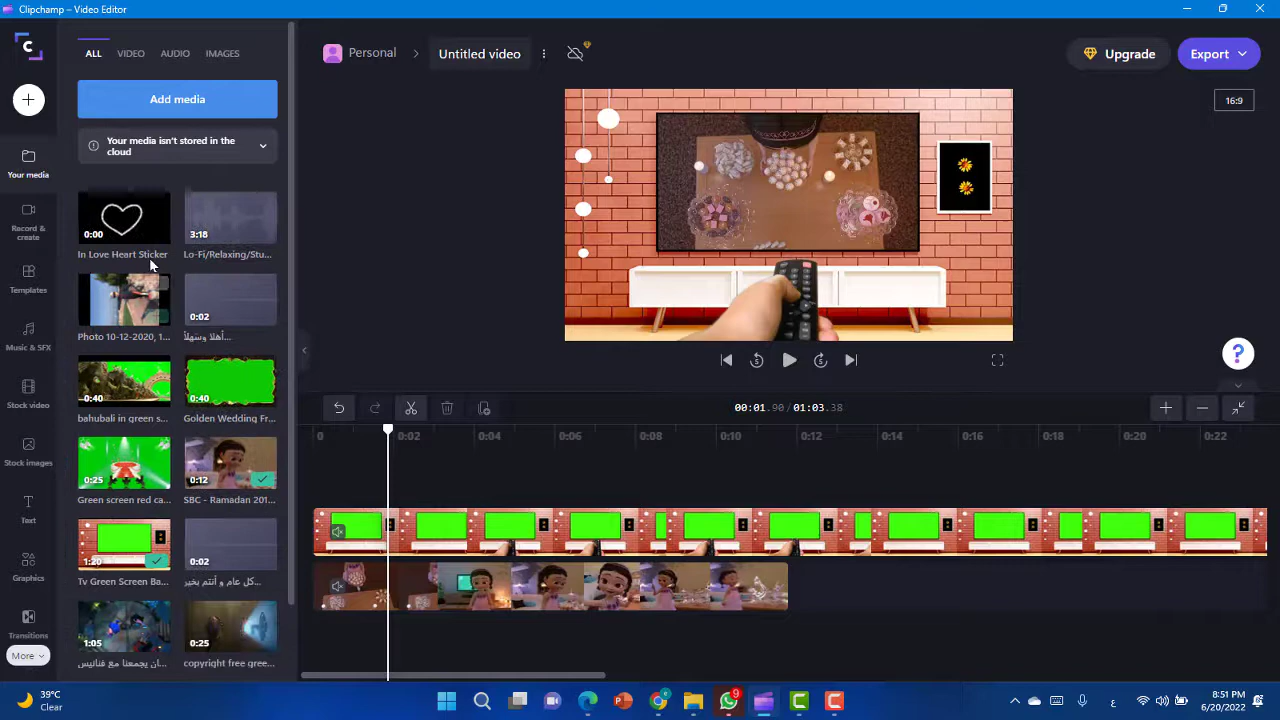 Clipchamp - Video Editor
ALL VIDEO AUDIO IMAGES
Personal
Untitled video
Upgrade
Export
16:9
Add media
Your media isn't stored in the
cloud
Your media
Record &
create
Templates
Music & SFX
Stock video
Stock images
Text
Graphics
Transitions
More
0:00
In Love Heart Sticker
3:18
Lo-Fi/Relaxing/Stu...
Photo 10-12-2020, 1...
0:02
أهلاً وسهلاً...
0:40
bahubali in green s...
0:40
Golden Wedding Fr...
0:25
Green screen red ca...
0:12
SBC - Ramadan 201...
1:20
Tv Green Screen Ba...
0:02
كل عام و أنتم بخير...
1:05
ان يجمعنا مع فنانيس...
0:25
copyright free gree...
00:01.90 / 01:03.38
0 0:02 0:04 0:06 0:08 0:10 0:12 0:14 0:16 0:18 0:20 0:22
39°C
Clear
9
ع
8:51 PM
6/20/2022